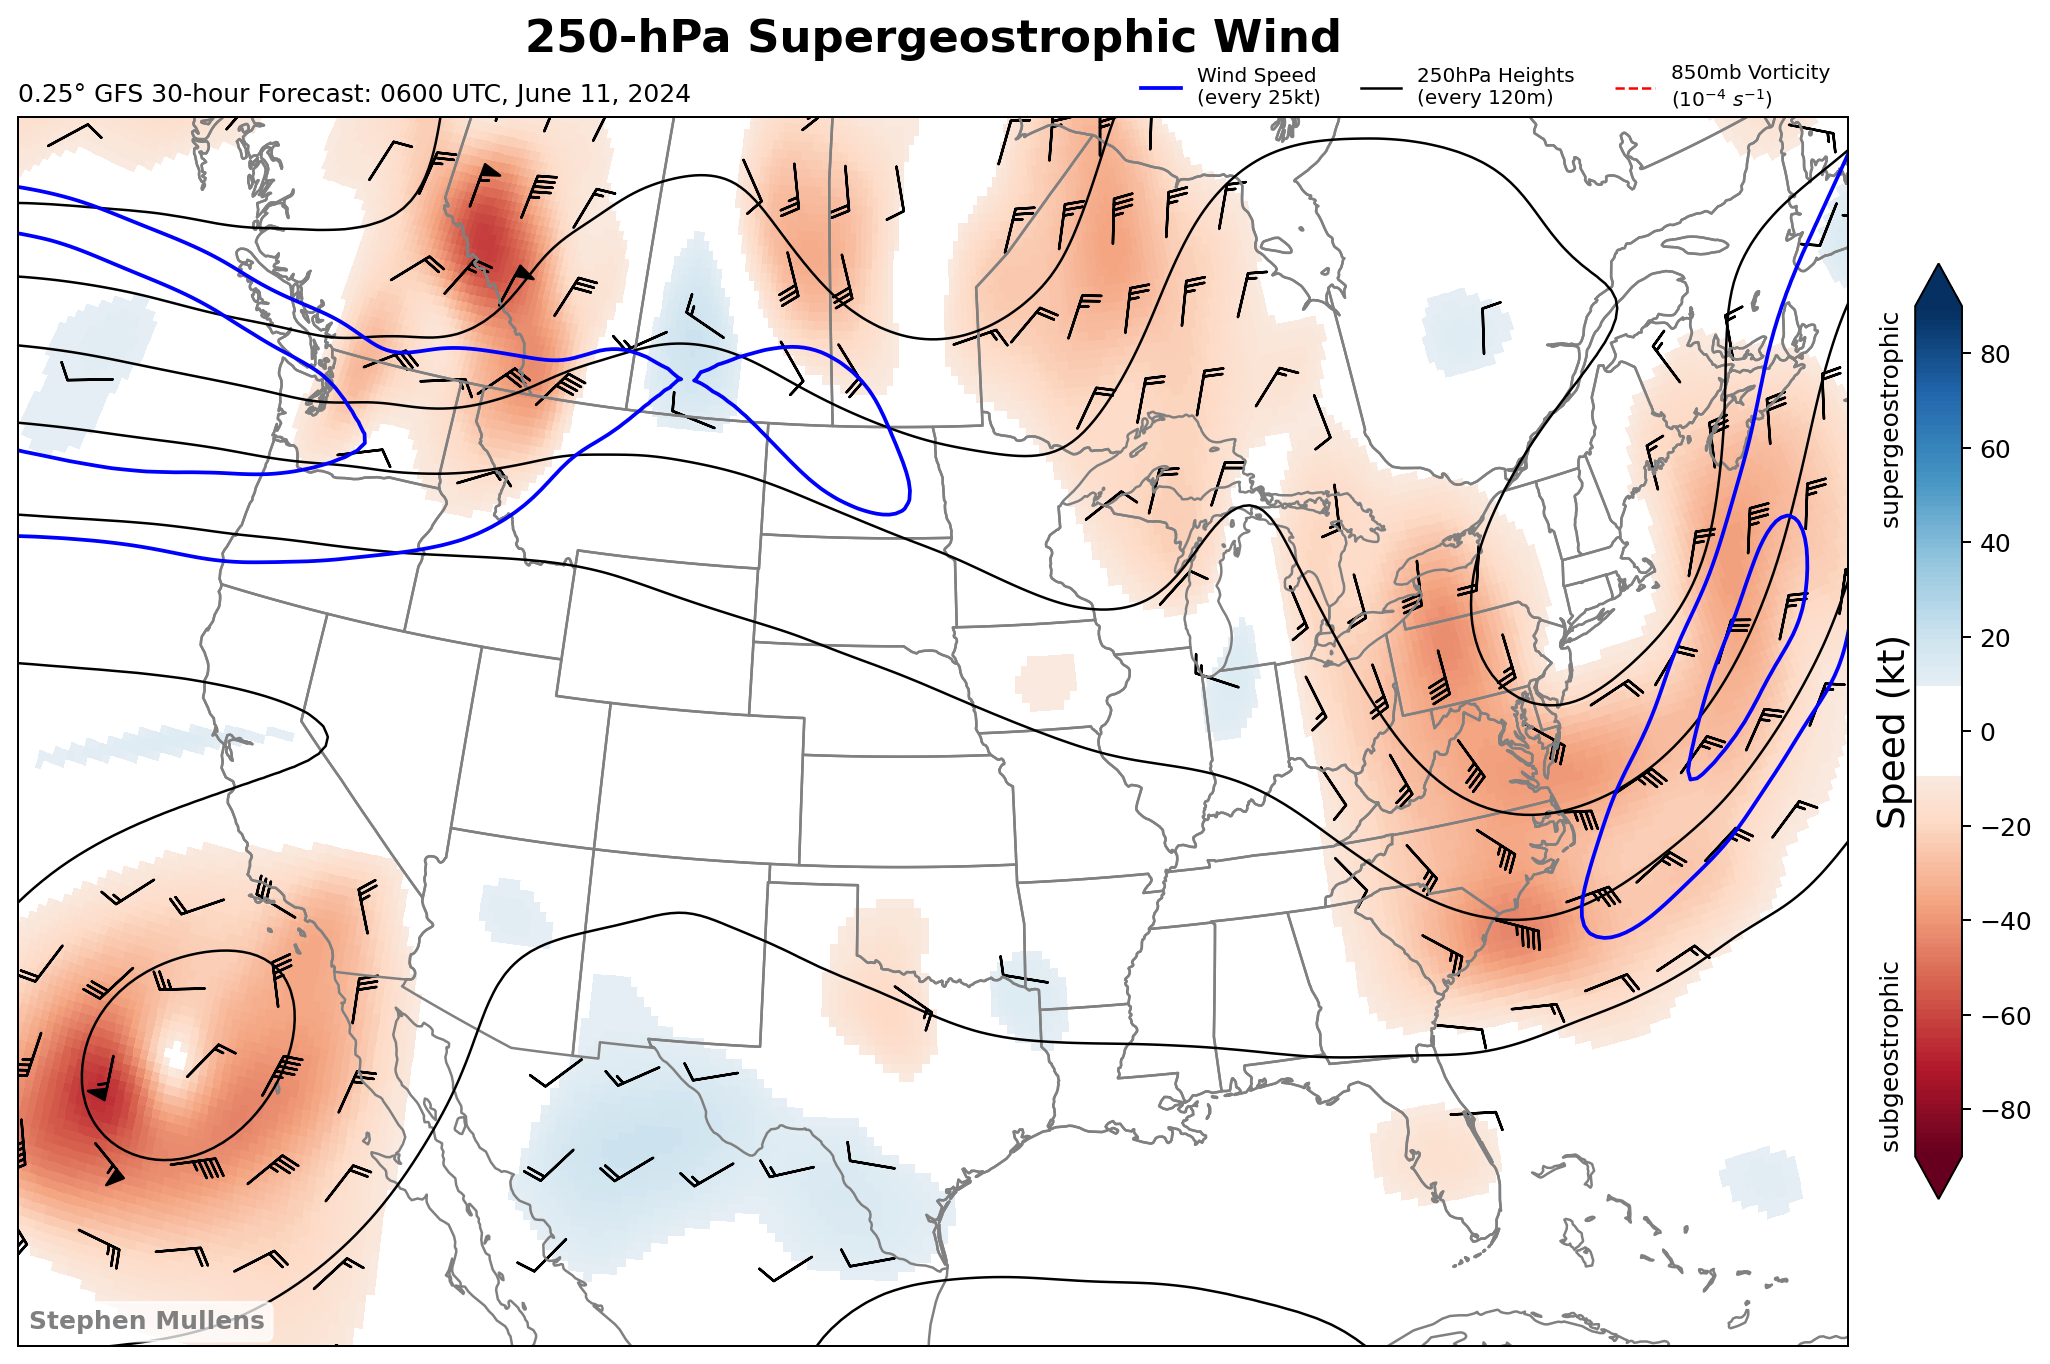 250-hPa Supergeostrophic Wind
0.25° GFS 30-hour Forecast: 0600 UTC, June 11, 2024
Wind Speed
(every 25kt)
250hPa Heights
(every 120m)
850mb Vorticity
(10⁻⁴ s⁻¹)
supergeostrophic
Speed (kt)
subgeostrophic
80
60
40
20
0
−20
−40
−60
−80
Stephen Mullens